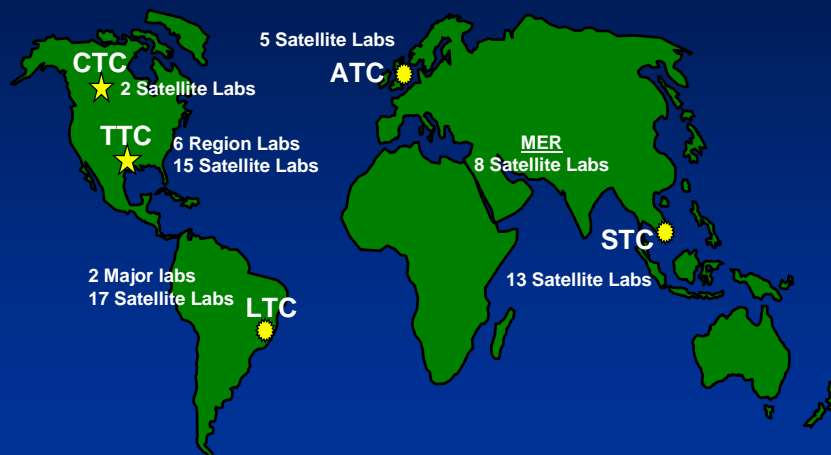 5 Satellite Labs
CTC
ATC
2 Satellite Labs
TTC
6 Region Labs
15 Satellite Labs
MER
8 Satellite Labs
STC
2 Major labs
17 Satellite Labs
13 Satellite Labs
LTC